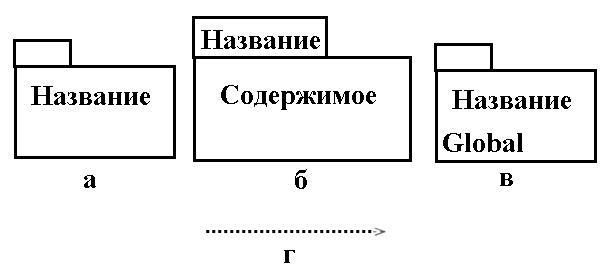 Название
Название
Содержимое
Название
Global
а
б
в
г